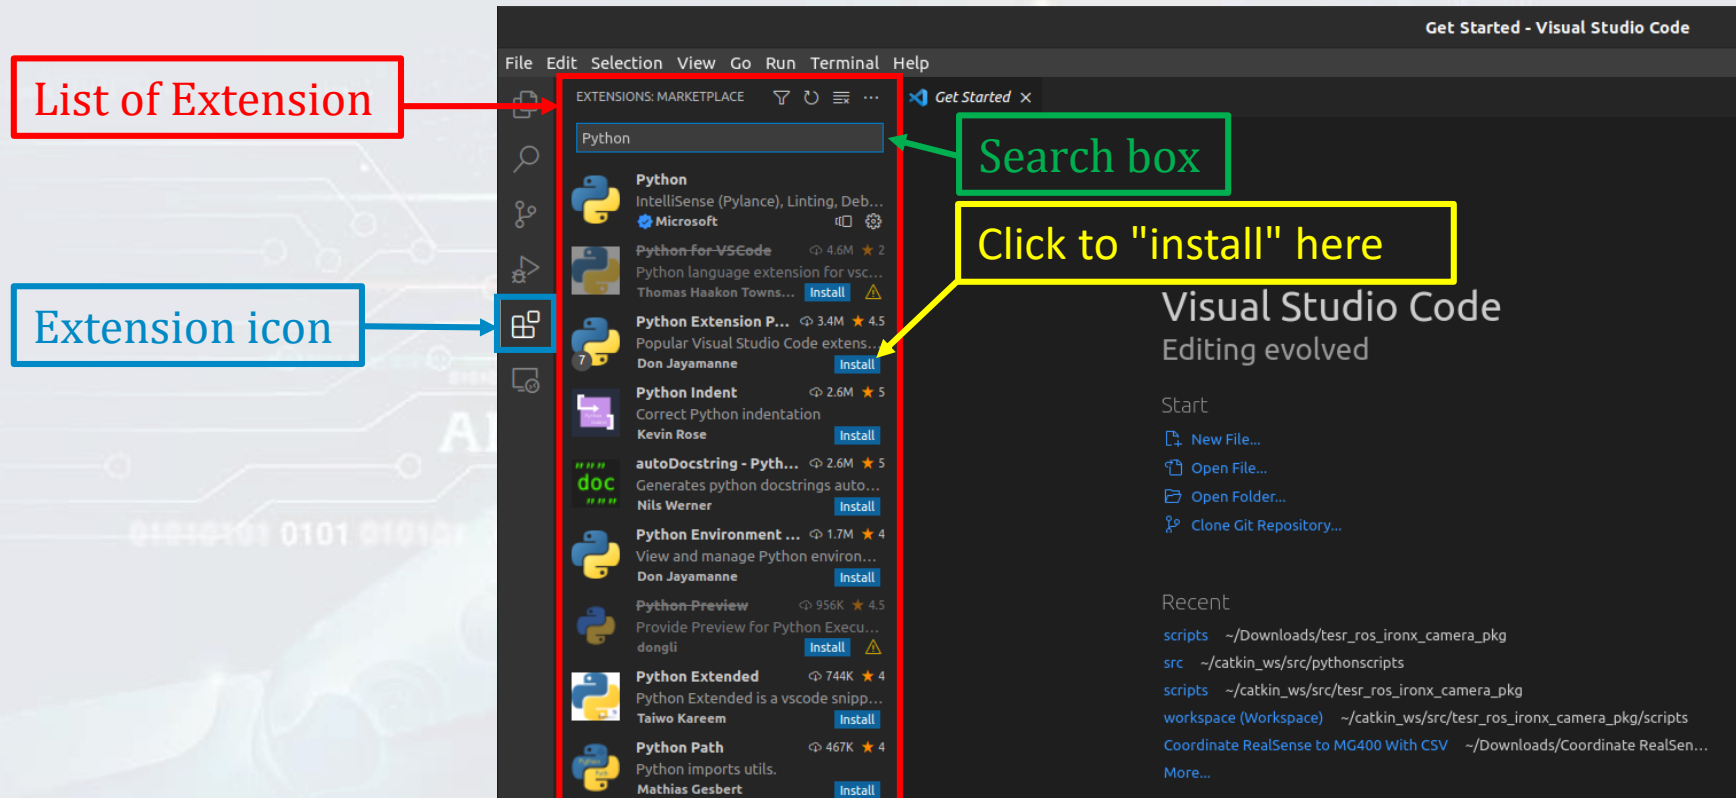 Get Started - Visual Studio Code
File Edit Selection View Go Run Terminal Help
List of Extension
EXTENSIONS: MARKETPLACE
Get Started
Python
Search box
Python
IntelliSense (Pylance), Linting, Deb...
Microsoft
Click to "install" here
Python for VSCode 4.6M ★ 2
Python language extension for vsc...
Thomas Haakon Towns... Install
Extension icon
Python Extension P... 3.4M ★ 4.5
Popular Visual Studio Code extens...
7
Don Jayamanne Install
Python Indent 2.6M ★ 5
Correct Python indentation
Kevin Rose Install
autoDocstring - Pyth... 2.6M ★ 5
""" doc """
Generates python docstrings auto...
Nils Werner Install
Python Environment ... 1.7M ★ 4
View and manage Python environ...
Don Jayamanne Install
Python Preview 956K ★ 4.5
Provide Preview for Python Execu...
dongli Install
Python Extended 744K ★ 4
Python Extended is a vscode snipp...
Taiwo Kareem Install
Python Path 467K ★ 4
Python imports utils.
Mathias Gesbert Install
Visual Studio Code
Editing evolved
Start
New File...
Open File...
Open Folder...
Clone Git Repository...
Recent
scripts ~/Downloads/tesr_ros_ironx_camera_pkg
src ~/catkin_ws/src/pythonscripts
scripts ~/catkin_ws/src/tesr_ros_ironx_camera_pkg
workspace (Workspace) ~/catkin_ws/src/tesr_ros_ironx_camera_pkg/scripts
Coordinate RealSense to MG400 With CSV ~/Downloads/Coordinate RealSen...
More...
A
01010101 0101 010101